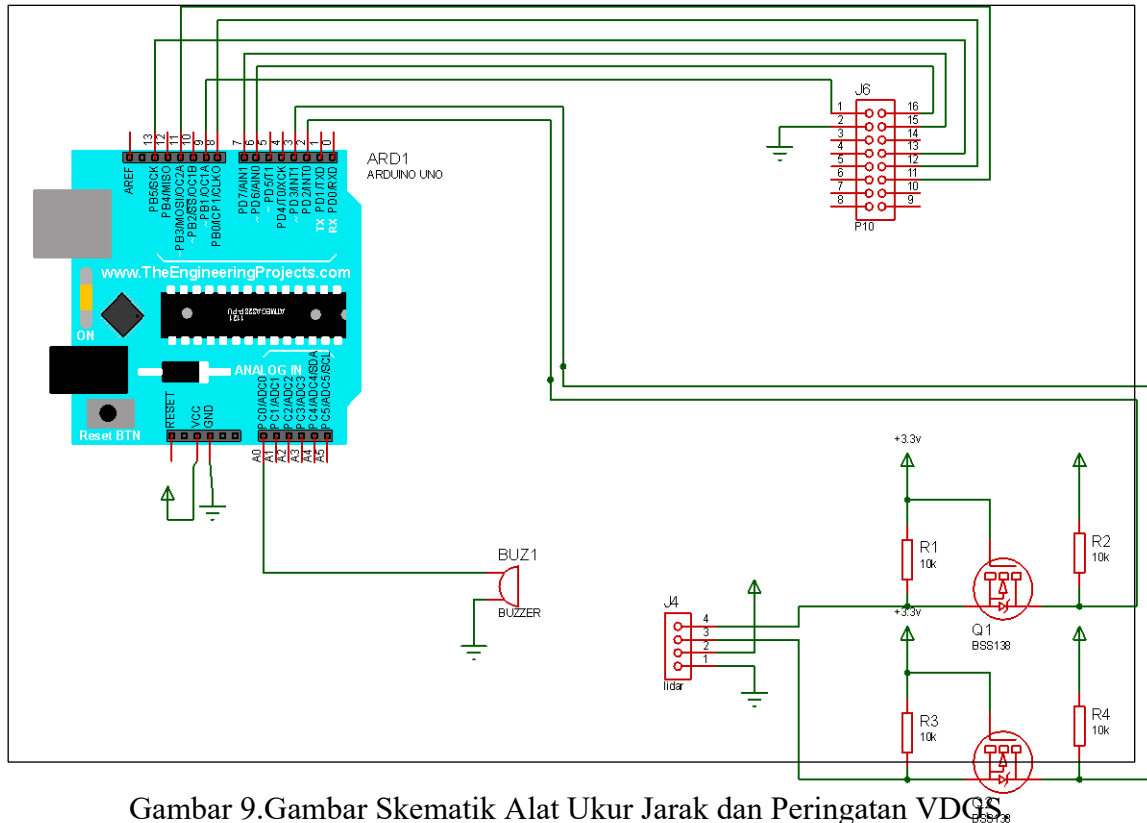 J6
1
2
3
4
5
6
7
8
16
15
14
13
12
11
10
9
P10
ARD1
ARDUINO UNO
AREF
13
12
11
10
9
8
7
6
5
4
3
2
1
0
PB5/SCK
PB4/MISO
~PB3/MOSI/OC2A
~PB2/SS/OC1B
~PB1/OC1A
PB0/ICP1/CLKO
PD7/AIN1
~PD6/AIN0
~PD5/T1
PD4/T0/XCK
~PD3/INT1
PD2/INT0
PD1/TXD
PD0/RXD
TX
RX
www.TheEngineeringProjects.com
ATMEGA328P-PU
1121
ON
ANALOG IN
Reset BTN
RESET
VCC
GND
PC0/ADC0
PC1/ADC1
PC2/ADC2
PC3/ADC3
PC4/ADC4/SDA
PC5/ADC5/SCL
A0
A1
A2
A3
A4
A5
BUZ1
BUZZER
J4
4
3
2
1
lidar
+3.3v
R1
10k
R2
10k
Q1
BSS138
+3.3v
R3
10k
R4
10k
Q2
BSS138
Gambar 9.Gambar Skematik Alat Ukur Jarak dan Peringatan VDGS.